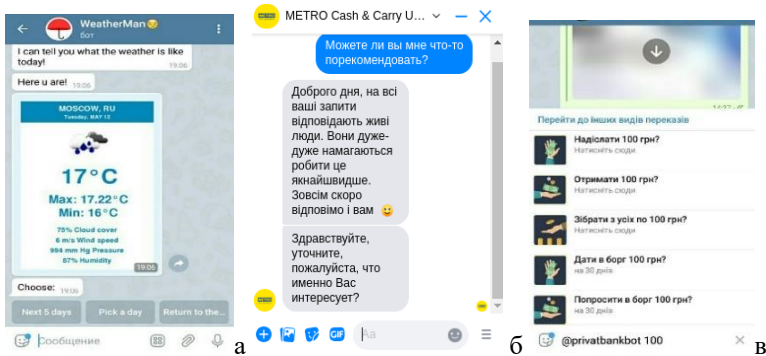 WeatherMan
бот
I can tell you what the weather is like
today!
19:06
Here u are!
19:06
MOSCOW, RU
Tuesday, MAY 12
17°C
Max: 17.22°C
Min: 16°C
75% Cloud cover
6 m/s Wind speed
994 mm Hg Pressure
87% Humidity
19:06
Choose:
19:06
Next 5 days
Pick a day
Return to the...
Сообщение
а
METRO Cash & Carry U...
Можете ли вы мне что-то
порекомендовать?
Доброго дня, на всі
ваші запити
відповідають живі
люди. Вони дуже-
дуже намагаються
робити це
якнайшвидше.
Зовсім скоро
відповімо і вам
Здравствуйте,
уточните,
пожалуйста, что
именно Вас
интересует?
METRO
GIF
Aa
б
Перейти до інших видів переказів
Надіслати 100 грн?
Натисніть сюди
Отримати 100 грн?
Натисніть сюди
Зібрати з усіх по 100 грн?
Натисніть сюди
Дати в борг 100 грн?
на 30 днів
Попросити в борг 100 грн?
на 30 днів
@privatbankbot 100
в